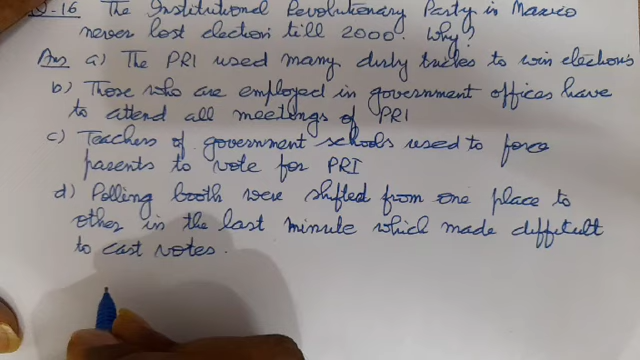 Q-16 The Institutional Revolutionary Party in Mexico
never lost election till 2000. Why?
Ans a) The PRI used many dirty tricks to win elections
b) Those who are employed in government offices have
to attend all meetings of PRI
c) Teachers of government schools used to force
parents to vote for PRI
d) Polling booth were shifted from one place to
other in the last minute which made difficult
to cast votes.